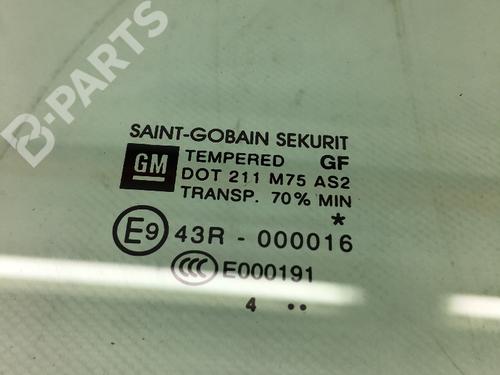 B-PARTS
SAINT-GOBAIN SEKURIT
GM TEMPERED GF
DOT 211 M75 AS2
TRANSP. 70% MIN
*
E9 43R - 000016
CCC E000191
4 ..